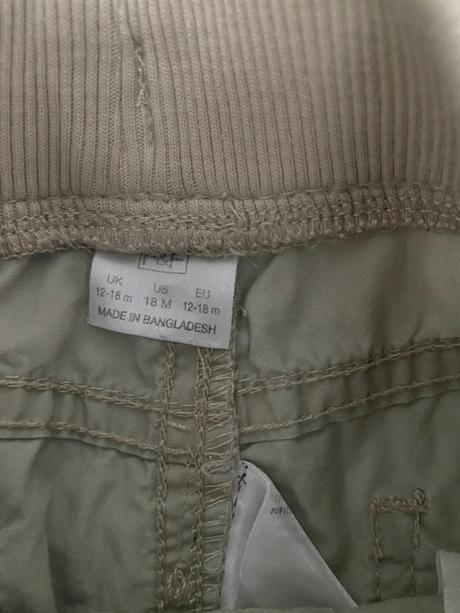 F&F
UK US EU
12-18 m 18 M 12-18 m
MADE IN BANGLADESH